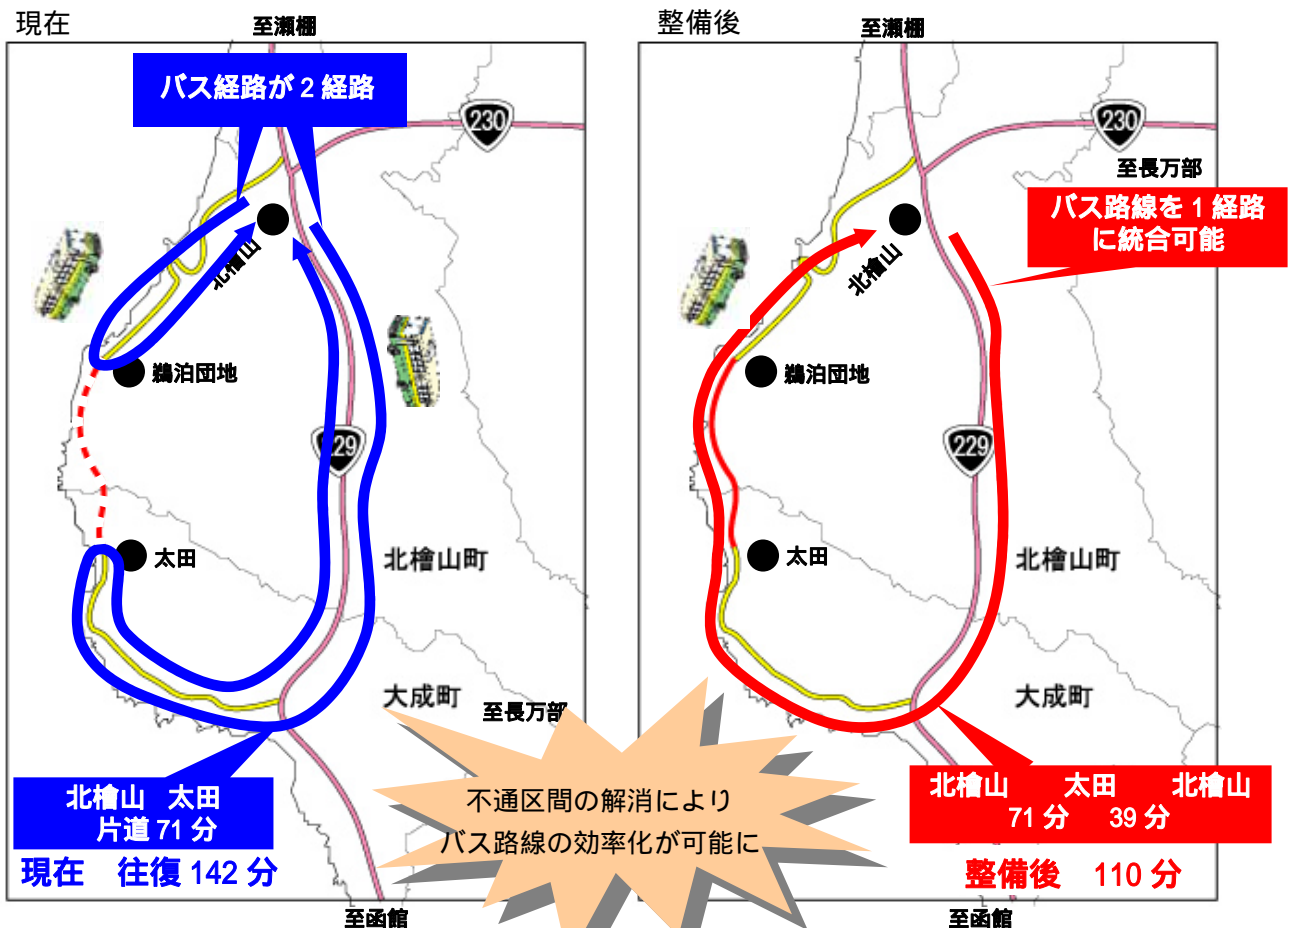 現在
至瀬棚
バス経路が 2 経路
230
北檜山
鵜泊団地
229
太田
北檜山町
大成町
至長万部
北檜山 太田
片道 71 分
現在 往復 142 分
至函館
不通区間の解消により
バス路線の効率化が可能に
整備後
至瀬棚
230
至長万部
バス路線を 1 経路
に統合可能
北檜山
鵜泊団地
229
太田
北檜山町
大成町
北檜山 太田 北檜山
71 分 39 分
整備後 110 分
至函館